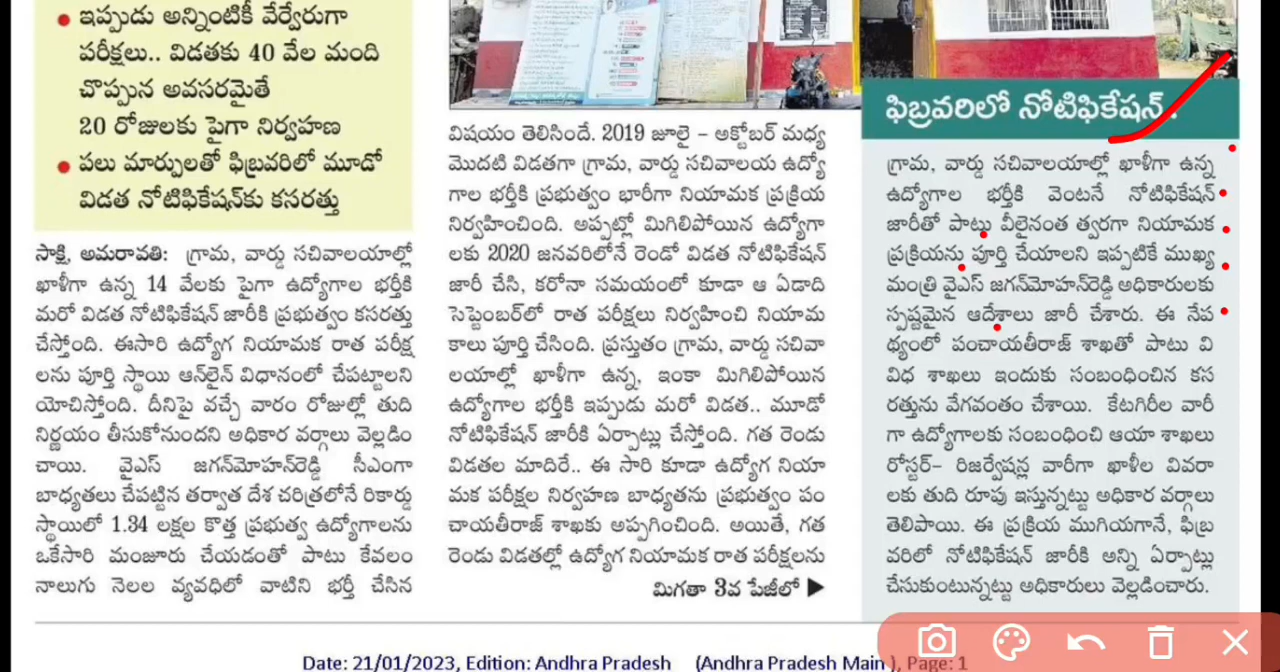 • ఇప్పుడు అన్నింటికీ వేర్వేరుగా
పరీక్షలు.. విడతకు 40 వేల మంది
చొప్పున అవసరమైతే
20 రోజులకు పైగా నిర్వహణ
• పలు మార్పులతో ఫిబ్రవరిలో మూడో
విడత నోటిఫికేషన్‌కు కసరత్తు
సాక్షి, అమరావతి: గ్రామ, వార్డు సచివాలయాల్లో
ఖాళీగా ఉన్న 14 వేలకు పైగా ఉద్యోగాల భర్తీకి
మరో విడత నోటిఫికేషన్ జారీకి ప్రభుత్వం కసరత్తు
చేస్తోంది. ఈసారి ఉద్యోగ నియామక రాత పరీక్ష
లను పూర్తి స్థాయి ఆన్‌లైన్ విధానంలో చేపట్టాలని
యోచిస్తోంది. దీనిపై వచ్చే వారం రోజుల్లో తుది
నిర్ణయం తీసుకోనుందని అధికార వర్గాలు వెల్లడిం
చాయి. వైఎస్ జగన్‌మోహన్‌రెడ్డి సీఎంగా
బాధ్యతలు చేపట్టిన తర్వాత దేశ చరిత్రలోనే రికార్డు
స్థాయిలో 1.34 లక్షల కొత్త ప్రభుత్వ ఉద్యోగాలను
ఒకేసారి మంజూరు చేయడంతో పాటు కేవలం
నాలుగు నెలల వ్యవధిలో వాటిని భర్తీ చేసిన
విషయం తెలిసిందే. 2019 జూలై – అక్టోబర్ మధ్య
మొదటి విడతగా గ్రామ, వార్డు సచివాలయ ఉద్యో
గాల భర్తీకి ప్రభుత్వం భారీగా నియామక ప్రక్రియ
నిర్వహించింది. అప్పట్లో మిగిలిపోయిన ఉద్యోగా
లకు 2020 జనవరిలోనే రెండో విడత నోటిఫికేషన్
జారీ చేసి, కరోనా సమయంలో కూడా ఆ ఏడాది
సెప్టెంబర్‌లో రాత పరీక్షలు నిర్వహించి నియామ
కాలు పూర్తి చేసింది. ప్రస్తుతం గ్రామ, వార్డు సచివా
లయాల్లో ఖాళీగా ఉన్న, ఇంకా మిగిలిపోయిన
ఉద్యోగాల భర్తీకి ఇప్పుడు మరో విడత.. మూడో
నోటిఫికేషన్ జారీకి ఏర్పాట్లు చేస్తోంది. గత రెండు
విడతల మాదిరే.. ఈ సారి కూడా ఉద్యోగ నియా
మక పరీక్షల నిర్వహణ బాధ్యతను ప్రభుత్వం పం
చాయతీరాజ్ శాఖకు అప్పగించింది. అయితే, గత
రెండు విడతల్లో ఉద్యోగ నియామక రాత పరీక్షలను
మిగతా 3వ పేజీలో ▶
ఫిబ్రవరిలో నోటిఫికేషన్.
గ్రామ, వార్డు సచివాలయాల్లో ఖాళీగా ఉన్న
ఉద్యోగాల భర్తీకి వెంటనే నోటిఫికేషన్
జారీతో పాటు వీలైనంత త్వరగా నియామక
ప్రక్రియను పూర్తి చేయాలని ఇప్పటికే ముఖ్య
మంత్రి వైఎస్ జగన్‌మోహన్‌రెడ్డి అధికారులకు
స్పష్టమైన ఆదేశాలు జారీ చేశారు. ఈ నేప
థ్యంలో పంచాయతీరాజ్ శాఖతో పాటు వి
విధ శాఖలు ఇందుకు సంబంధించిన కస
రత్తును వేగవంతం చేశాయి. కేటగిరీల వారీ
గా ఉద్యోగాలకు సంబంధించి ఆయా శాఖలు
రోస్టర్– రిజర్వేషన్ల వారీగా ఖాళీల వివరా
లకు తుది రూపు ఇస్తున్నట్టు అధికార వర్గాలు
తెలిపాయి. ఈ ప్రక్రియ ముగియగానే, ఫిబ్ర
వరిలో నోటిఫికేషన్ జారీకి అన్ని ఏర్పాట్లు
చేసుకుంటున్నట్టు అధికారులు వెల్లడించారు.
Date: 21/01/2023, Edition: Andhra Pradesh (Andhra Pradesh Main ), Page: 1